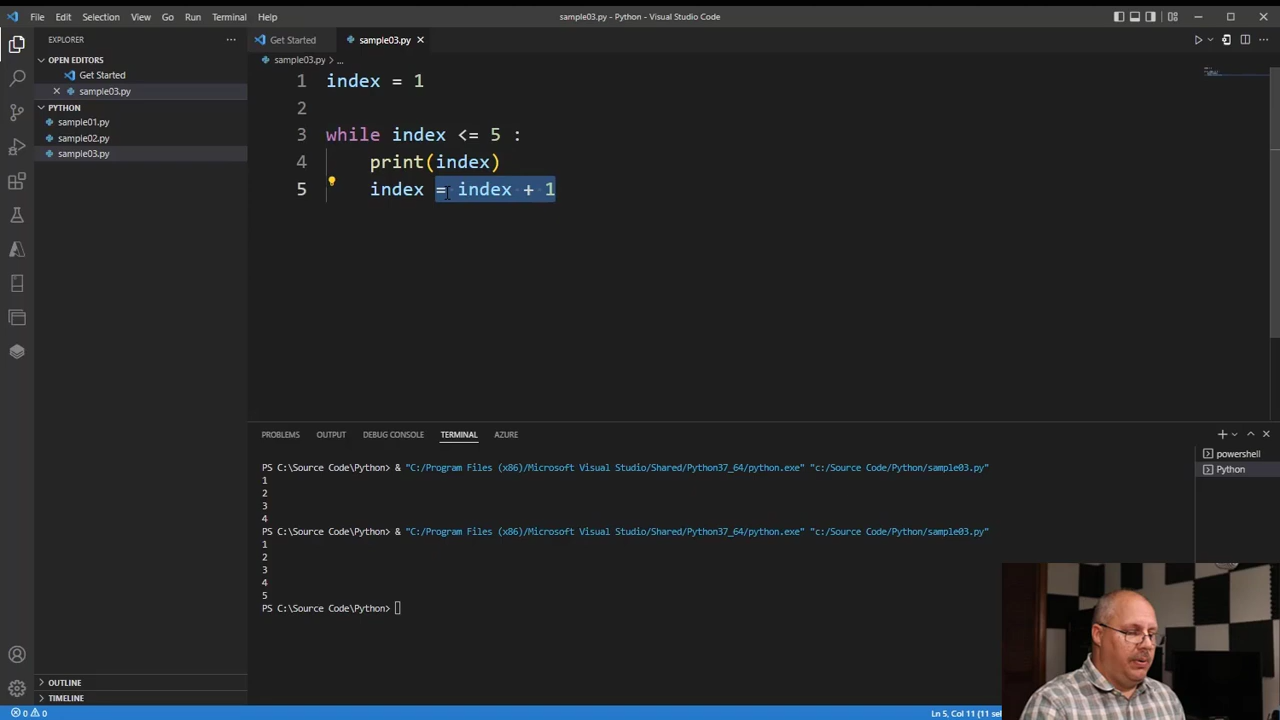 File Edit Selection View Go Run Terminal Help
sample03.py - Python - Visual Studio Code
EXPLORER
OPEN EDITORS
Get Started
sample03.py
PYTHON
sample01.py
sample02.py
sample03.py
OUTLINE
TIMELINE
Get Started
sample03.py
sample03.py > ...
1 index = 1
2
3 while index <= 5 :
4 print(index)
5 index = index + 1
PROBLEMS OUTPUT DEBUG CONSOLE TERMINAL AZURE
PS C:\Source Code\Python> & "C:/Program Files (x86)/Microsoft Visual Studio/Shared/Python37_64/python.exe" "c:/Source Code/Python/sample03.py"
1
2
3
4
PS C:\Source Code\Python> & "C:/Program Files (x86)/Microsoft Visual Studio/Shared/Python37_64/python.exe" "c:/Source Code/Python/sample03.py"
1
2
3
4
5
PS C:\Source Code\Python>
powershell
Python
0 0
Ln 5, Col 11 (11 sel